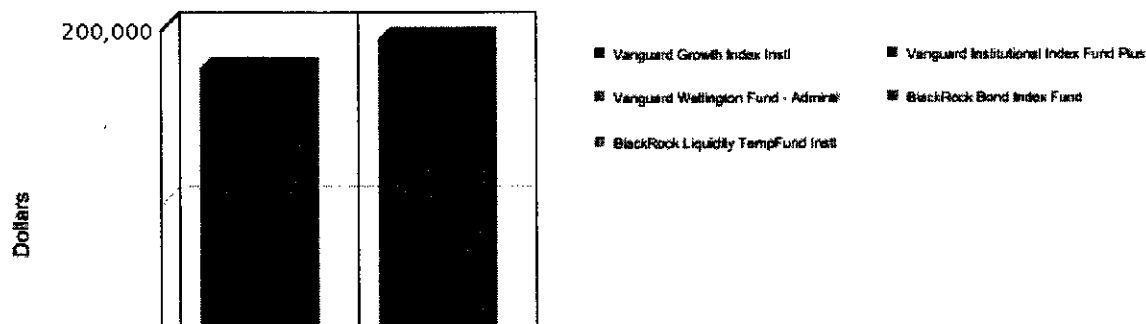 200,000
Dollars
Vanguard Growth Index Instl
Vanguard Institutional Index Fund Plus
Vanguard Wellington Fund - Admiral
BlackRock Bond Index Fund
BlackRock Liquidity TempFund Instl